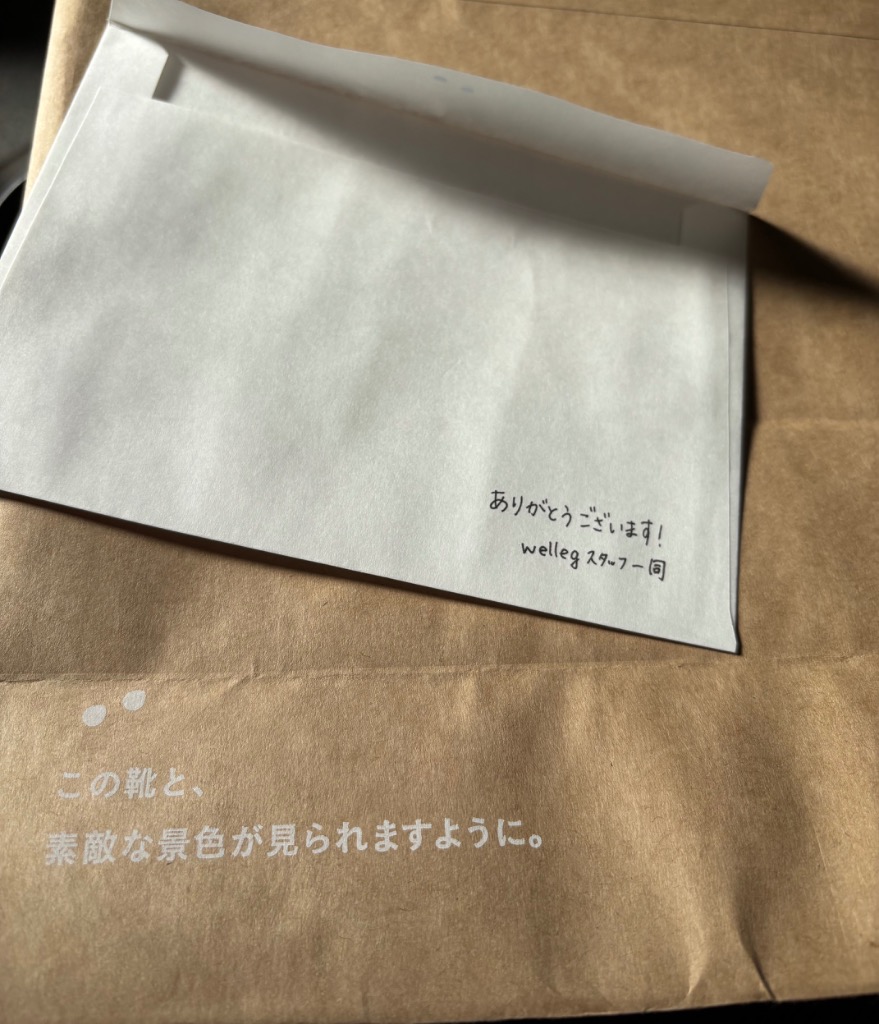 ありがとうございます!
welleg スタッフ一同
この靴と、
素敵な景色が見られますように。